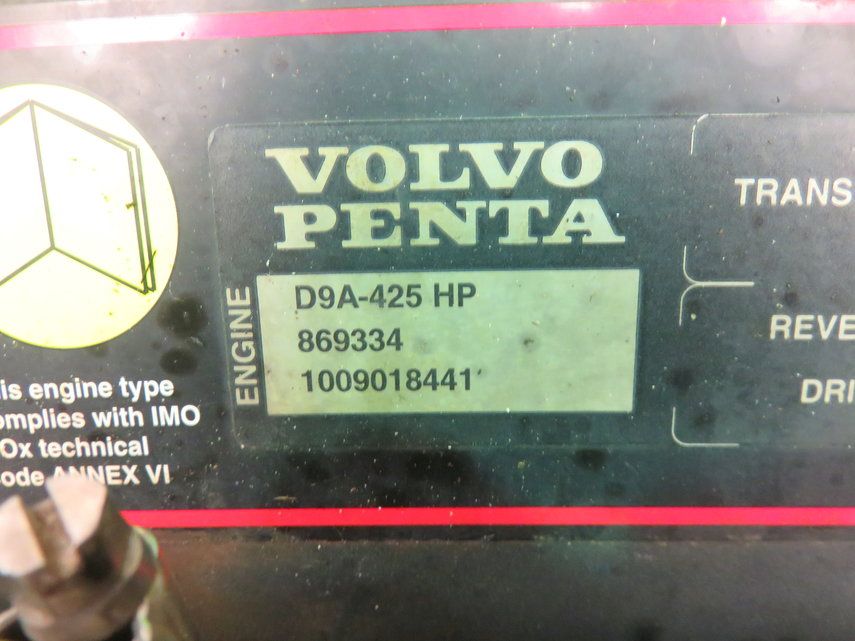 VOLVO
PENTA
ENGINE
D9A-425 HP
869334
1009018441
is engine type
omplies with IMO
Ox technical
ode ANNEX VI
TRANS
REVE
DRI